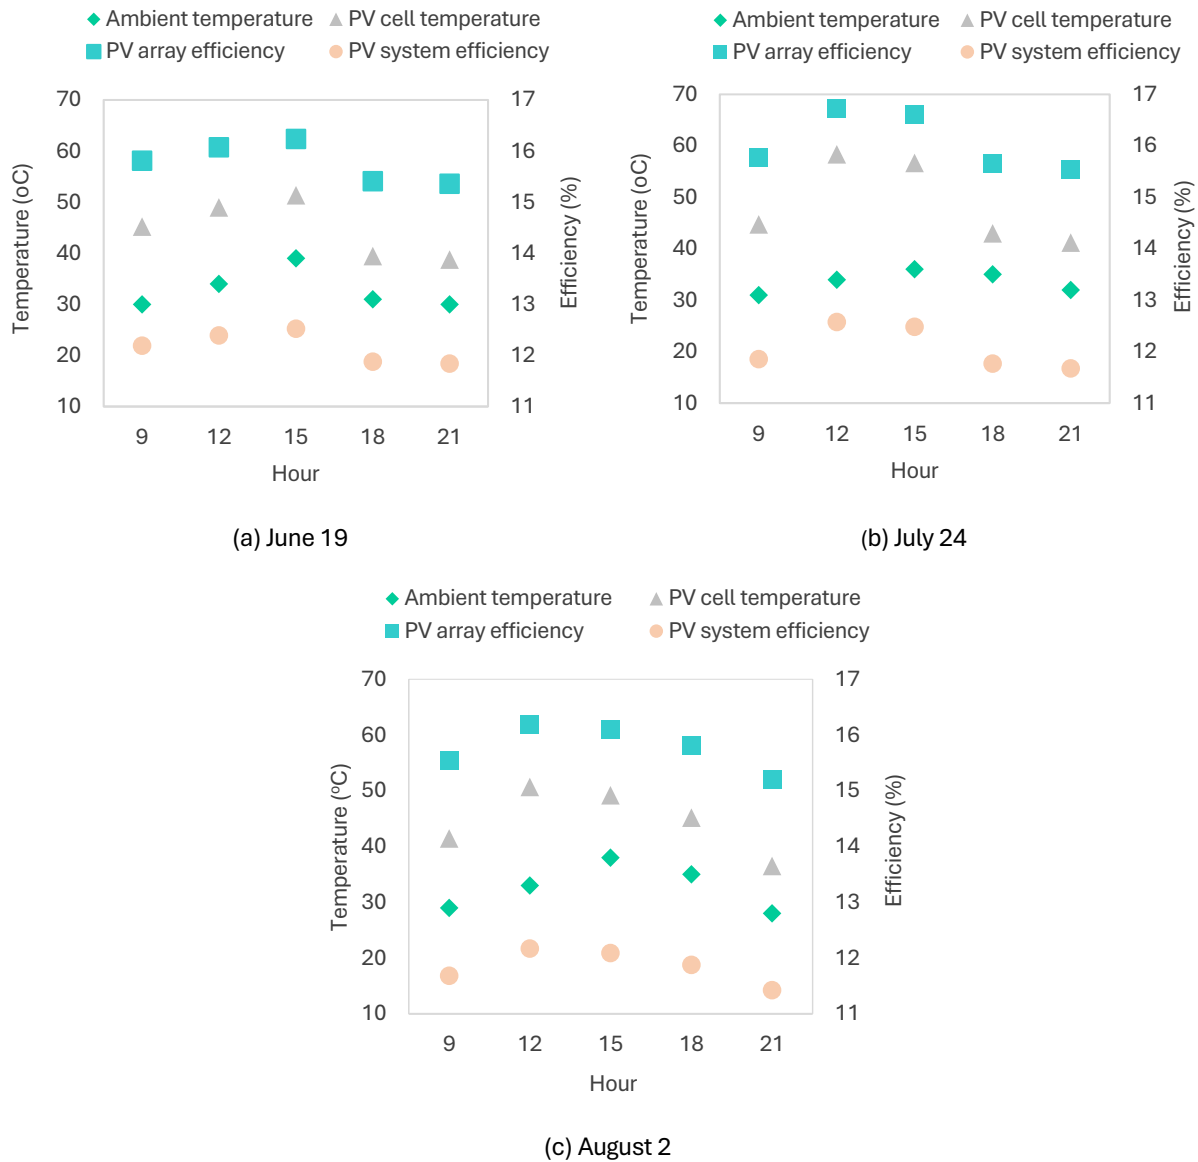 Ambient temperature PV cell temperature
PV array efficiency PV system efficiency
70 17
60 16
50 15
40 14
30 13
20 12
10 11
Temperature (oC)
Efficiency (%)
9 12 15 18 21
Hour
(a) June 19
Ambient temperature PV cell temperature
PV array efficiency PV system efficiency
70 17
60 16
50 15
40 14
30 13
20 12
10 11
Temperature (oC)
Efficiency (%)
9 12 15 18 21
Hour
(b) July 24
Ambient temperature PV cell temperature
PV array efficiency PV system efficiency
70 17
60 16
50 15
40 14
30 13
20 12
10 11
Temperature (ºC)
Efficiency (%)
9 12 15 18 21
Hour
(c) August 2